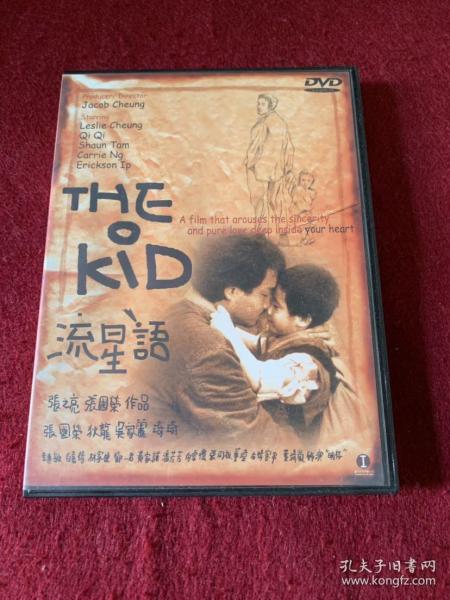 DVD
Producer/ Director
Jacob Cheung
Starring
Leslie Cheung
Qi Qi
Shaun Tam
Carrie Ng
Erickson Ip
THE
KID
A film that arouses the sincerity
and pure love deep inside your heart
流星語
張之亮 張國榮 作品
張國榮 狄龍 吳家麗 琦琦
孔夫子旧书网
www.kongfz.com